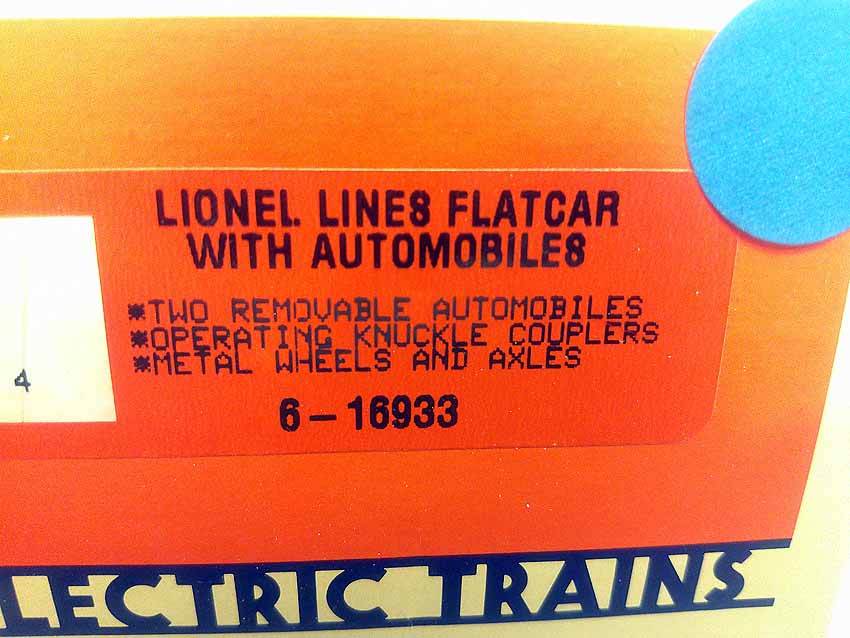 LIONEL LINES FLATCAR
WITH AUTOMOBILES
*TWO REMOVABLE AUTOMOBILES
*OPERATING KNUCKLE COUPLERS
*METAL WHEELS AND AXLES
6-16933
4
LECTRIC TRAINS